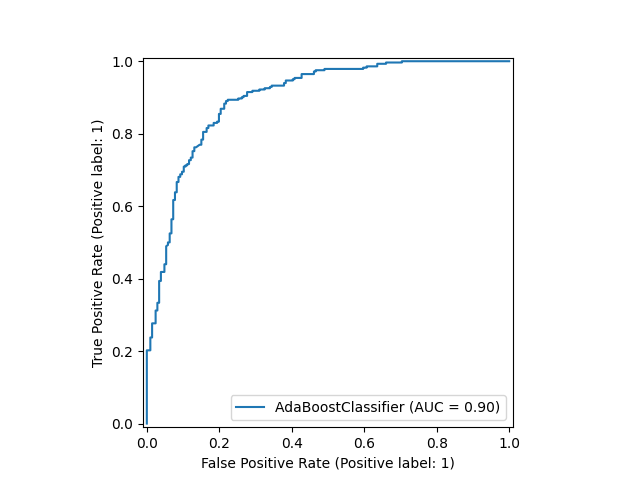 1.0
0.8
0.6
0.4
0.2
0.0
True Positive Rate (Positive label: 1)
AdaBoostClassifier (AUC = 0.90)
0.0 0.2 0.4 0.6 0.8 1.0
False Positive Rate (Positive label: 1)